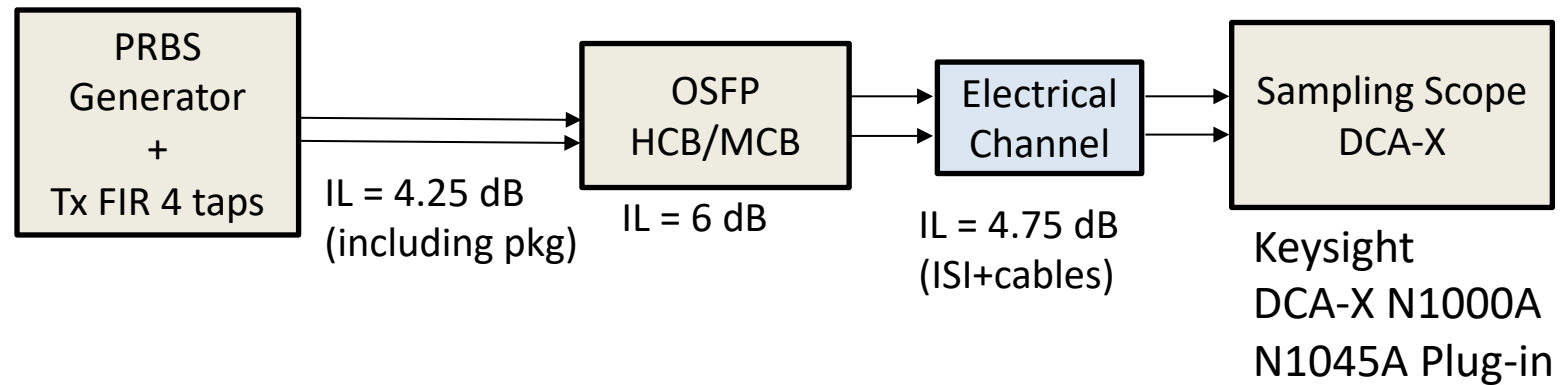 PRBS
Generator
+
Tx FIR 4 taps
IL = 4.25 dB
(including pkg)
OSFP
HCB/MCB
IL = 6 dB
Electrical
Channel
IL = 4.75 dB
(ISI+cables)
Sampling Scope
DCA-X
Keysight
DCA-X N1000A
N1045A Plug-in